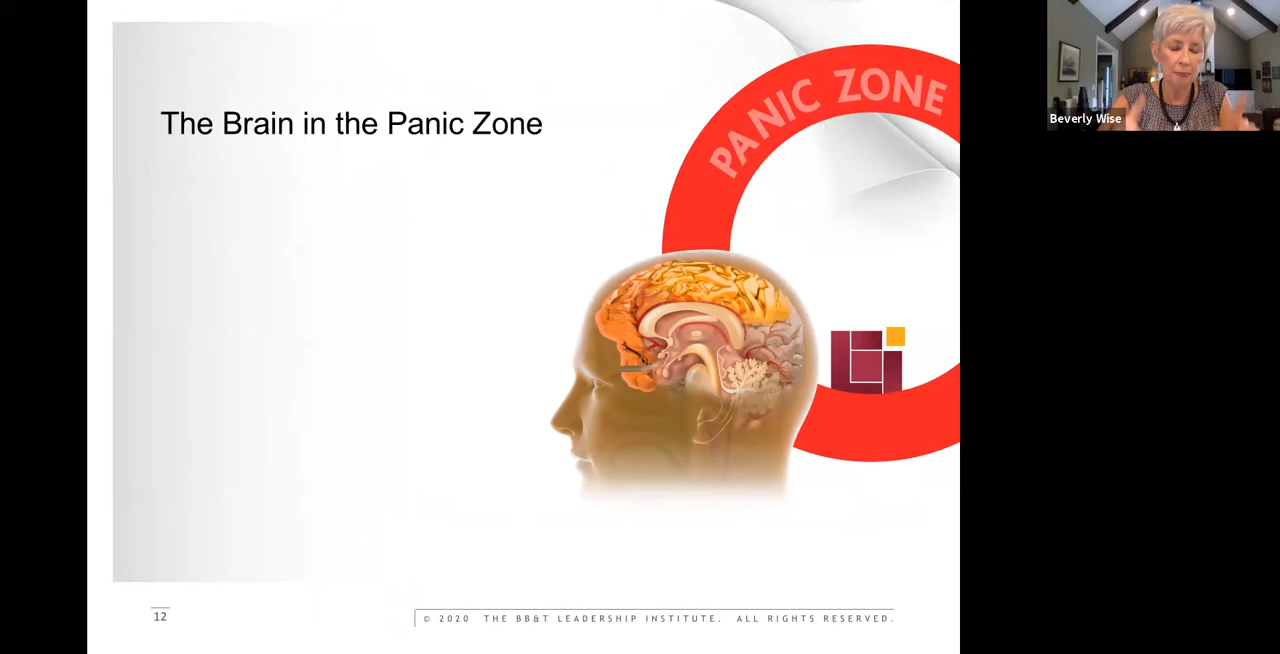 PANIC ZONE
The Brain in the Panic Zone
Beverly Wise
12
© 2020 THE BB&T LEADERSHIP INSTITUTE. ALL RIGHTS RESERVED.